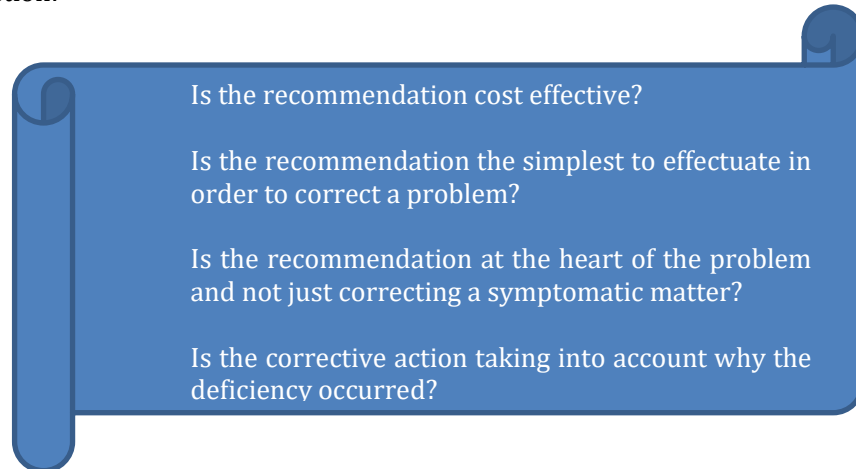 Is the recommendation cost effective?
Is the recommendation the simplest to effectuate in
order to correct a problem?
Is the recommendation at the heart of the problem
and not just correcting a symptomatic matter?
Is the corrective action taking into account why the
deficiency occurred?